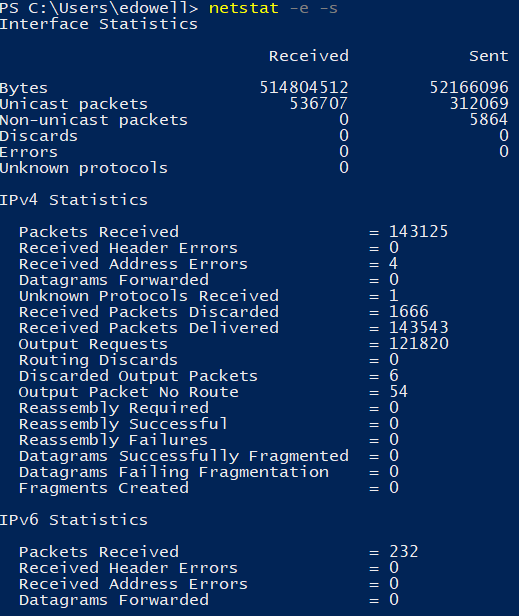 PS C:\Users\edowell> netstat -e -s
Interface Statistics
Received Sent
Bytes 514804512 52166096
Unicast packets 536707 312069
Non-unicast packets 0 5864
Discards 0 0
Errors 0 0
Unknown protocols 0
IPv4 Statistics
Packets Received = 143125
Received Header Errors = 0
Received Address Errors = 4
Datagrams Forwarded = 0
Unknown Protocols Received = 1
Received Packets Discarded = 1666
Received Packets Delivered = 143543
Output Requests = 121820
Routing Discards = 0
Discarded Output Packets = 6
Output Packet No Route = 54
Reassembly Required = 0
Reassembly Successful = 0
Reassembly Failures = 0
Datagrams Successfully Fragmented = 0
Datagrams Failing Fragmentation = 0
Fragments Created = 0
IPv6 Statistics
Packets Received = 232
Received Header Errors = 0
Received Address Errors = 0
Datagrams Forwarded = 0